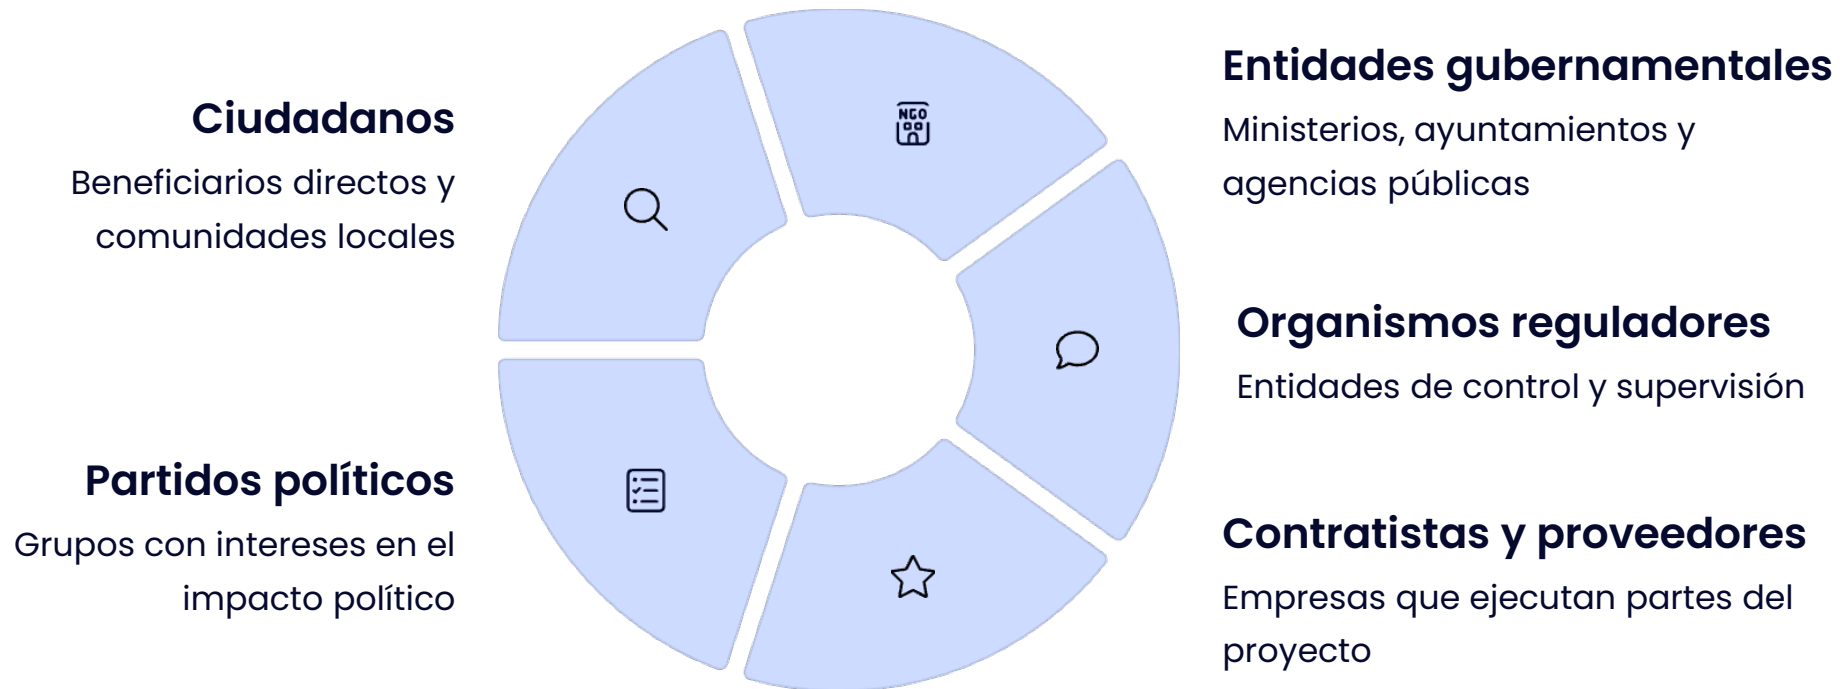 Ciudadanos
Beneficiarios directos y
comunidades locales
Partidos políticos
Grupos con intereses en el
impacto político
NGO
Entidades gubernamentales
Ministerios, ayuntamientos y
agencias públicas
Organismos reguladores
Entidades de control y supervisión
Contratistas y proveedores
Empresas que ejecutan partes del
proyecto